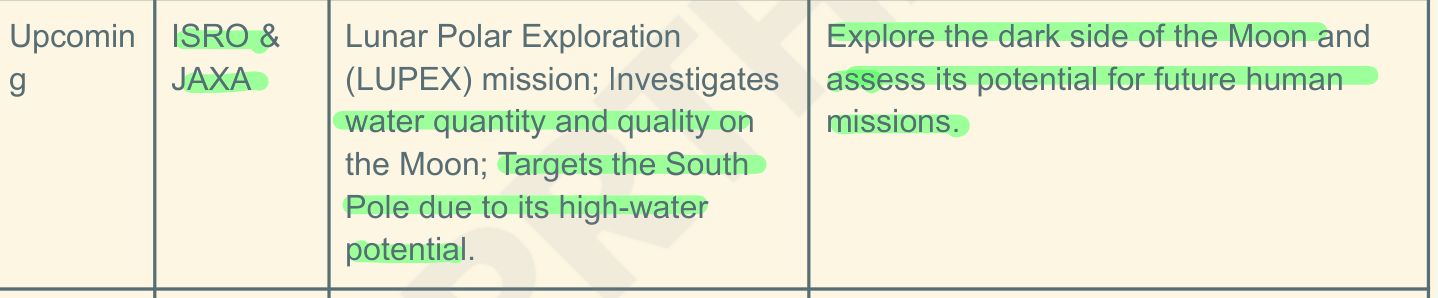 Upcomin
g
ISRO &
JAXA
Lunar Polar Exploration
(LUPEX) mission; Investigates
water quantity and quality on
the Moon; Targets the South
Pole due to its high-water
potential.
Explore the dark side of the Moon and
assess its potential for future human
missions.